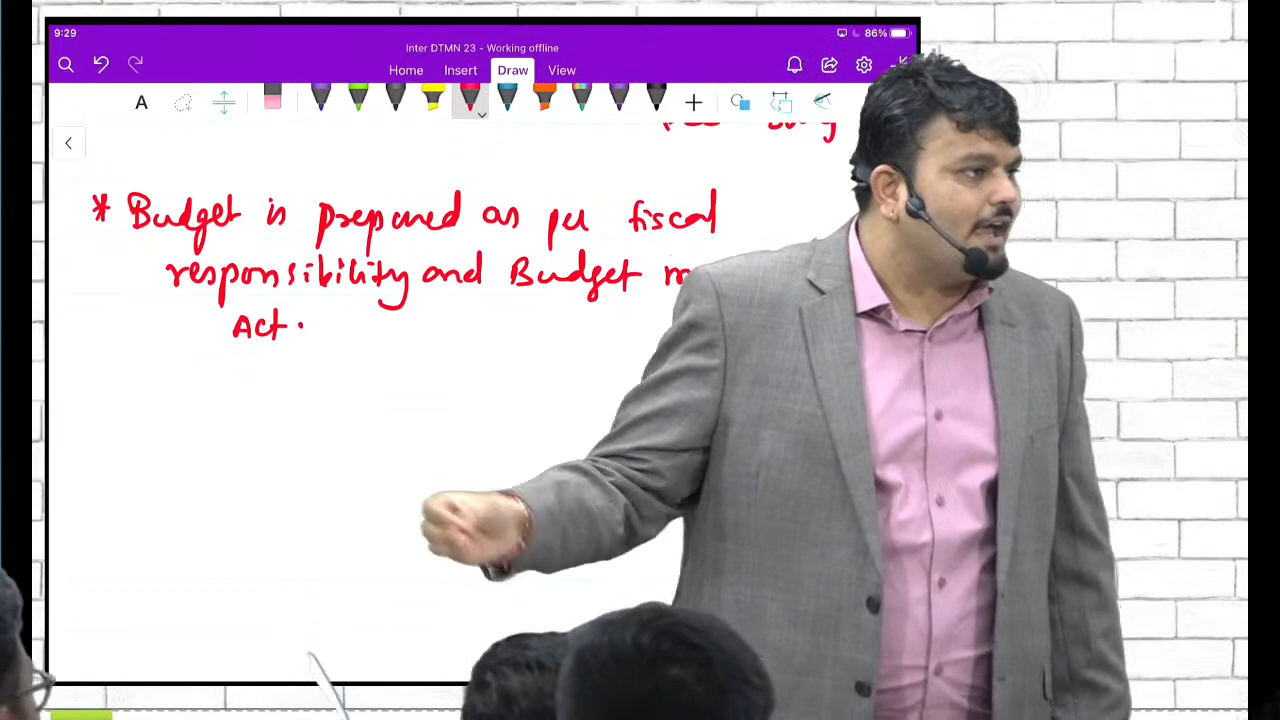 9:29
86%
Inter DTMN 23 - Working offline
Home Insert Draw View
A
* Budget is prepared as per fiscal
responsibility and Budget
Act.